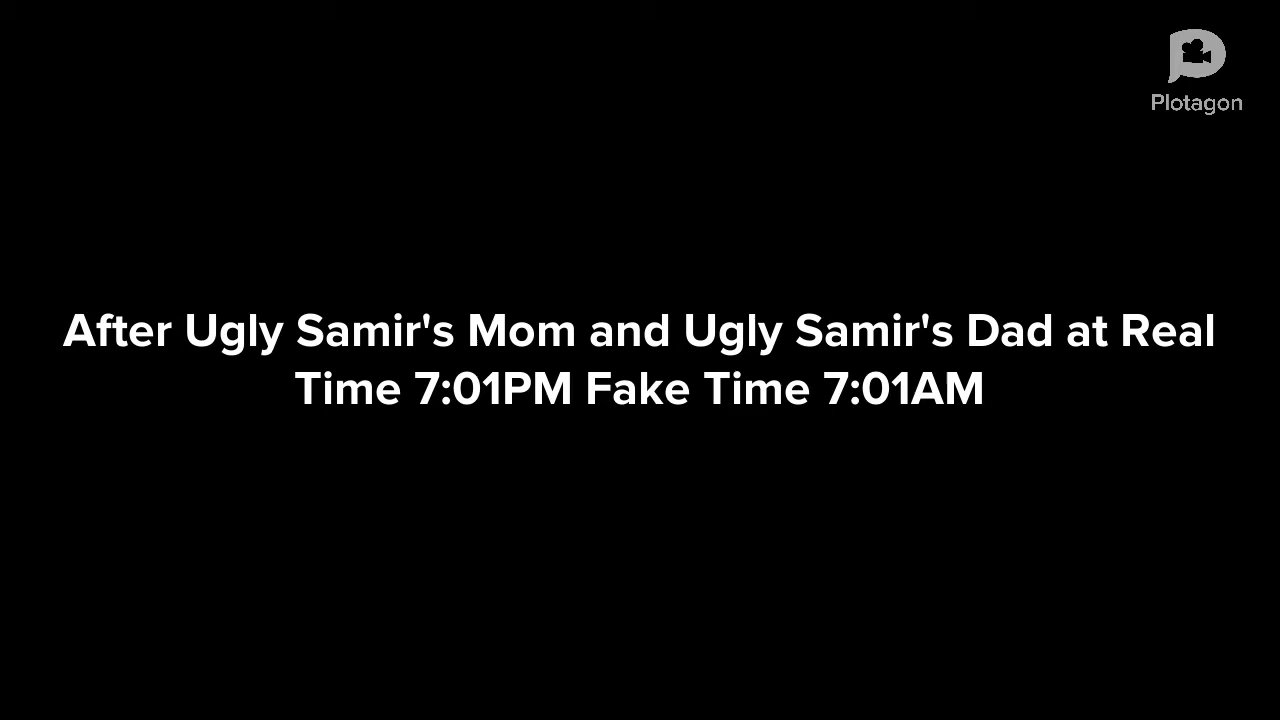 Plotagon
After Ugly Samir's Mom and Ugly Samir's Dad at Real
Time 7:01PM Fake Time 7:01AM